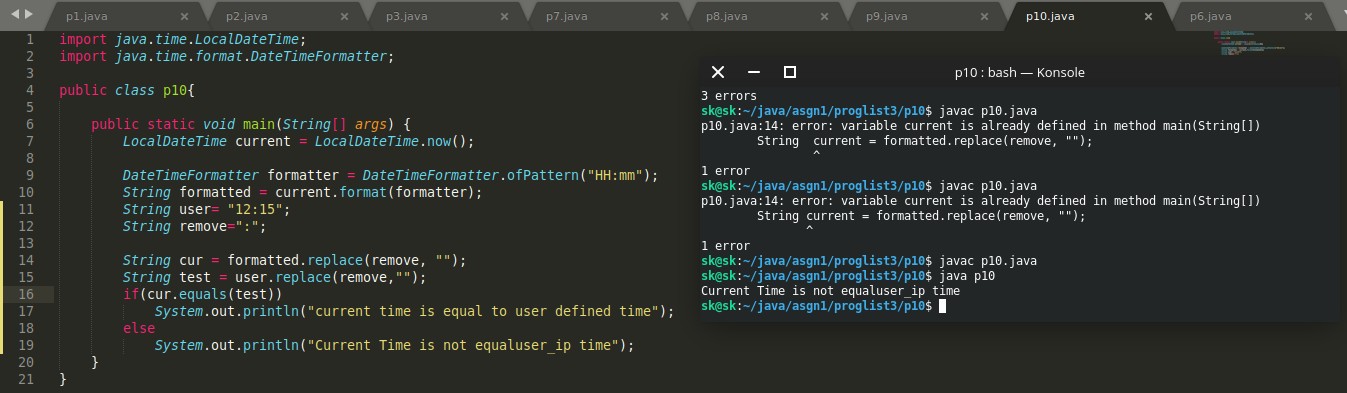 p1.java
p2.java
p3.java
p7.java
p8.java
p9.java
p10.java
p6.java
1 import java.time.LocalDateTime;
2 import java.time.format.DateTimeFormatter;
3
4 public class p10{
5
6     public static void main(String[] args) {
7         LocalDateTime current = LocalDateTime.now();
8
9         DateTimeFormatter formatter = DateTimeFormatter.ofPattern("HH:mm");
10         String formatted = current.format(formatter);
11         String user= "12:15";
12         String remove=":";
13
14         String cur = formatted.replace(remove, "");
15         String test = user.replace(remove,"");
16         if(cur.equals(test))
17             System.out.println("current time is equal to user defined time");
18         else
19             System.out.println("Current Time is not equaluser_ip time");
20     }
21 }
p10 : bash — Konsole
3 errors
sk@sk:~/java/asgn1/proglist3/p10$ javac p10.java
p10.java:14: error: variable current is already defined in method main(String[])
        String  current = formatted.replace(remove, "");
                ^
1 error
sk@sk:~/java/asgn1/proglist3/p10$ javac p10.java
p10.java:14: error: variable current is already defined in method main(String[])
        String current = formatted.replace(remove, "");
               ^
1 error
sk@sk:~/java/asgn1/proglist3/p10$ javac p10.java
sk@sk:~/java/asgn1/proglist3/p10$ java p10
Current Time is not equaluser_ip time
sk@sk:~/java/asgn1/proglist3/p10$